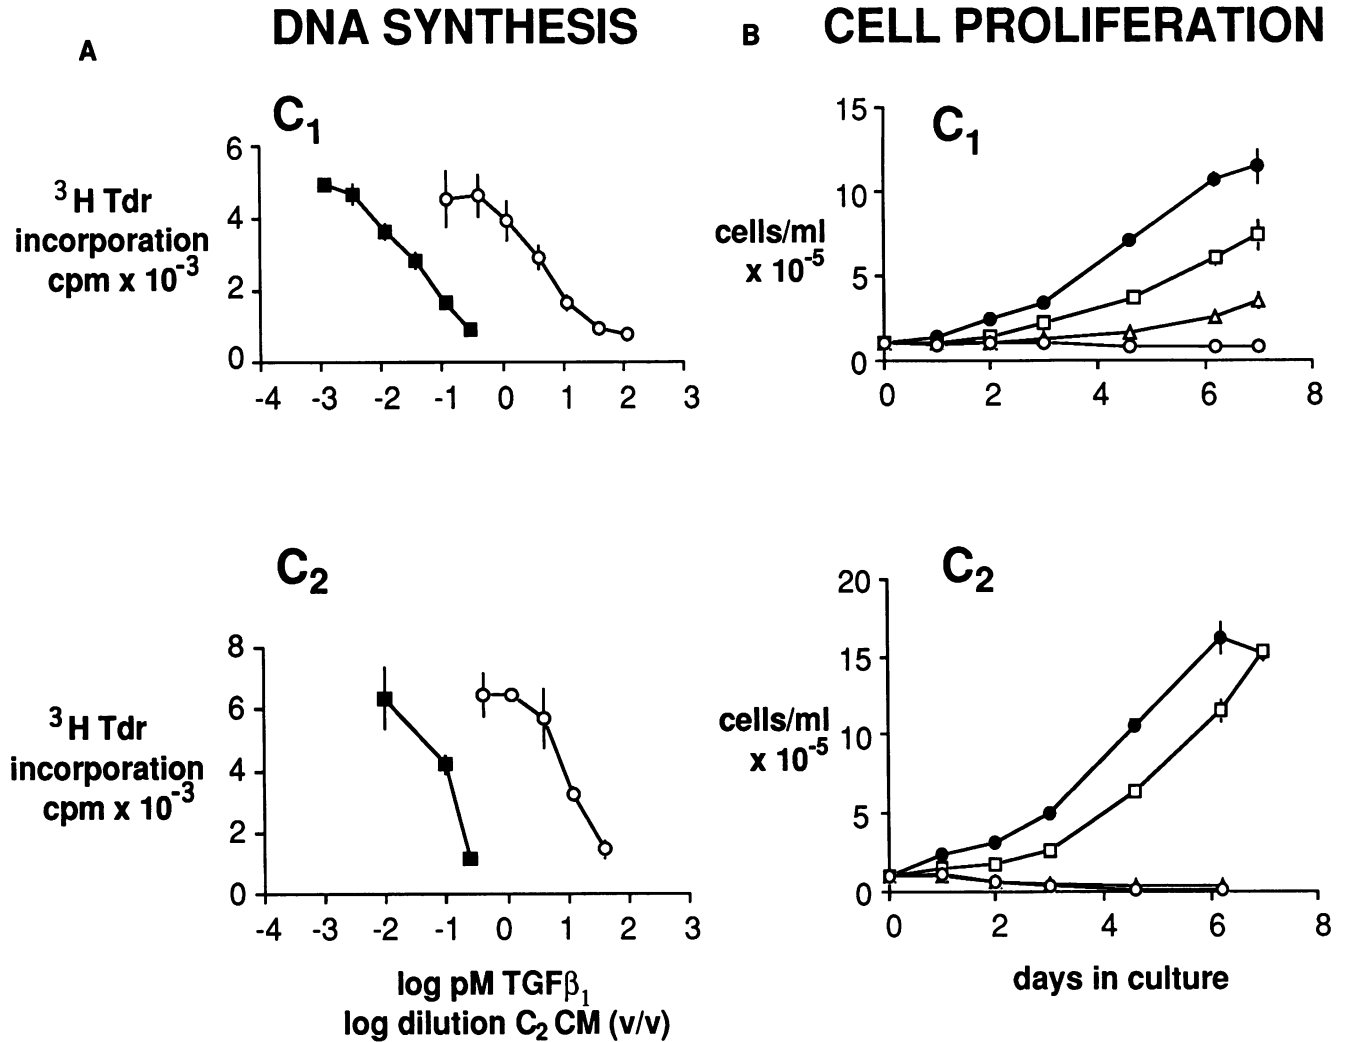 A
DNA SYNTHESIS
C1
3H Tdr
incorporation
cpm x 10-3
6
4
2
0
-4 -3 -2 -1 0 1 2 3
C2
3H Tdr
incorporation
cpm x 10-3
8
6
4
2
0
-4 -3 -2 -1 0 1 2 3
log pM TGFβ1
log dilution C2 CM (v/v)
B
CELL PROLIFERATION
C1
cells/ml
x 10-5
15
10
5
0
0 2 4 6 8
C2
cells/ml
x 10-5
20
15
10
5
0
0 2 4 6 8
days in culture